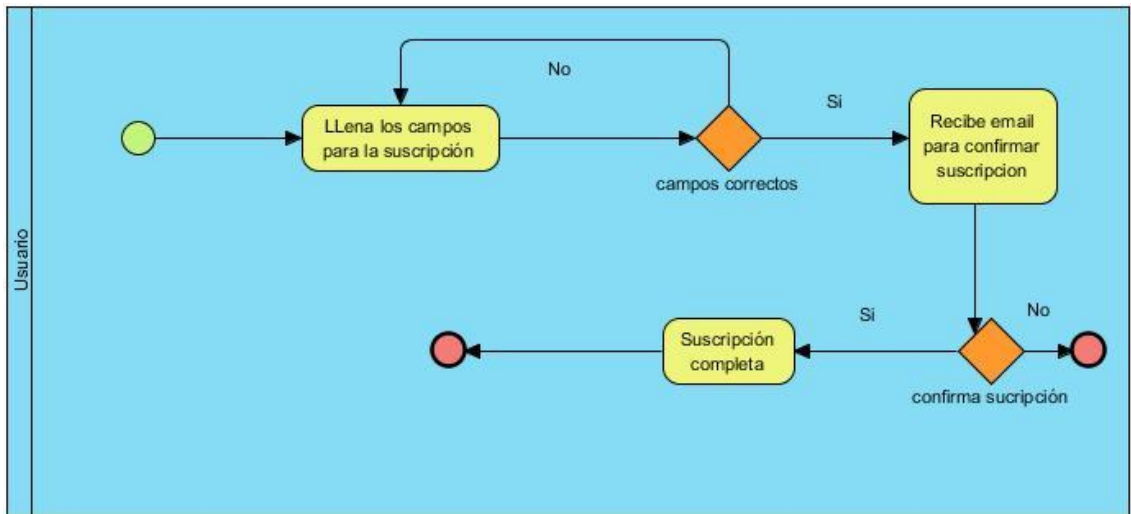 Usuario
No
LLena los campos
para la suscripción
Si
campos correctos
Recibe email
para confirmar
suscripcion
Suscripción
completa
Si
No
confirma sucripción